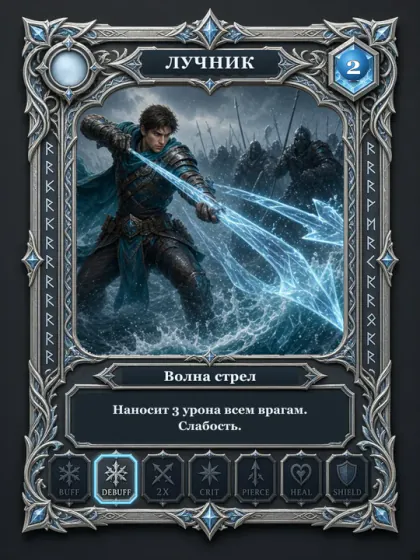 ЛУЧНИК
2
Волна стрел
Наносит 3 урона всем врагам.
Слабость.
BUFF DEBUFF 2X CRIT PIERCE HEAL SHIELD